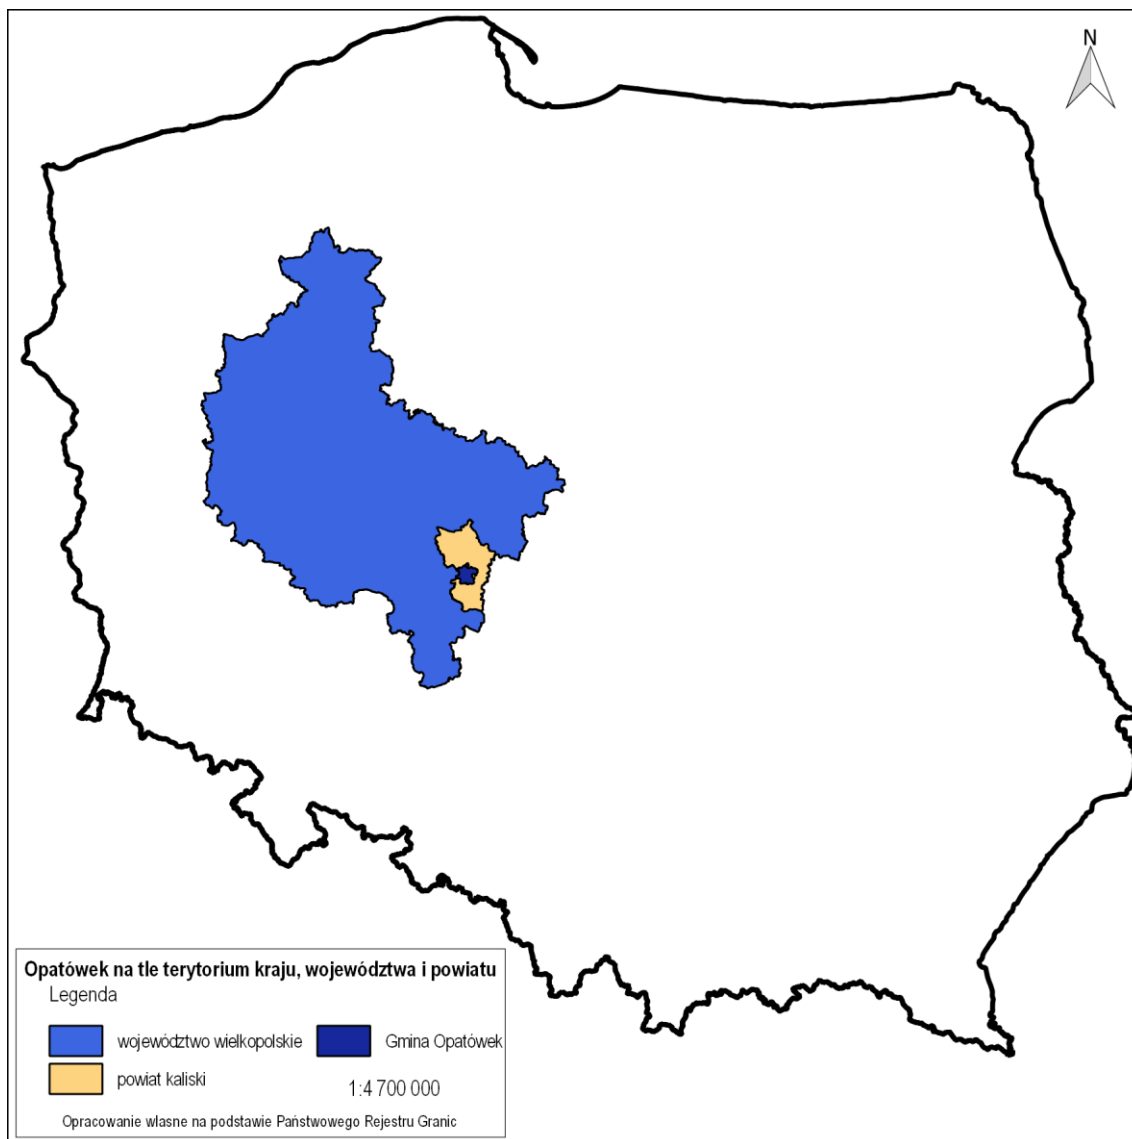 N
Opatówek na tle terytorium kraju, województwa i powiatu
Legenda
województwo wielkopolskie
Gmina Opatówek
powiat kaliski
1:4 700 000
Opracowanie własne na podstawie Państwowego Rejestru Granic